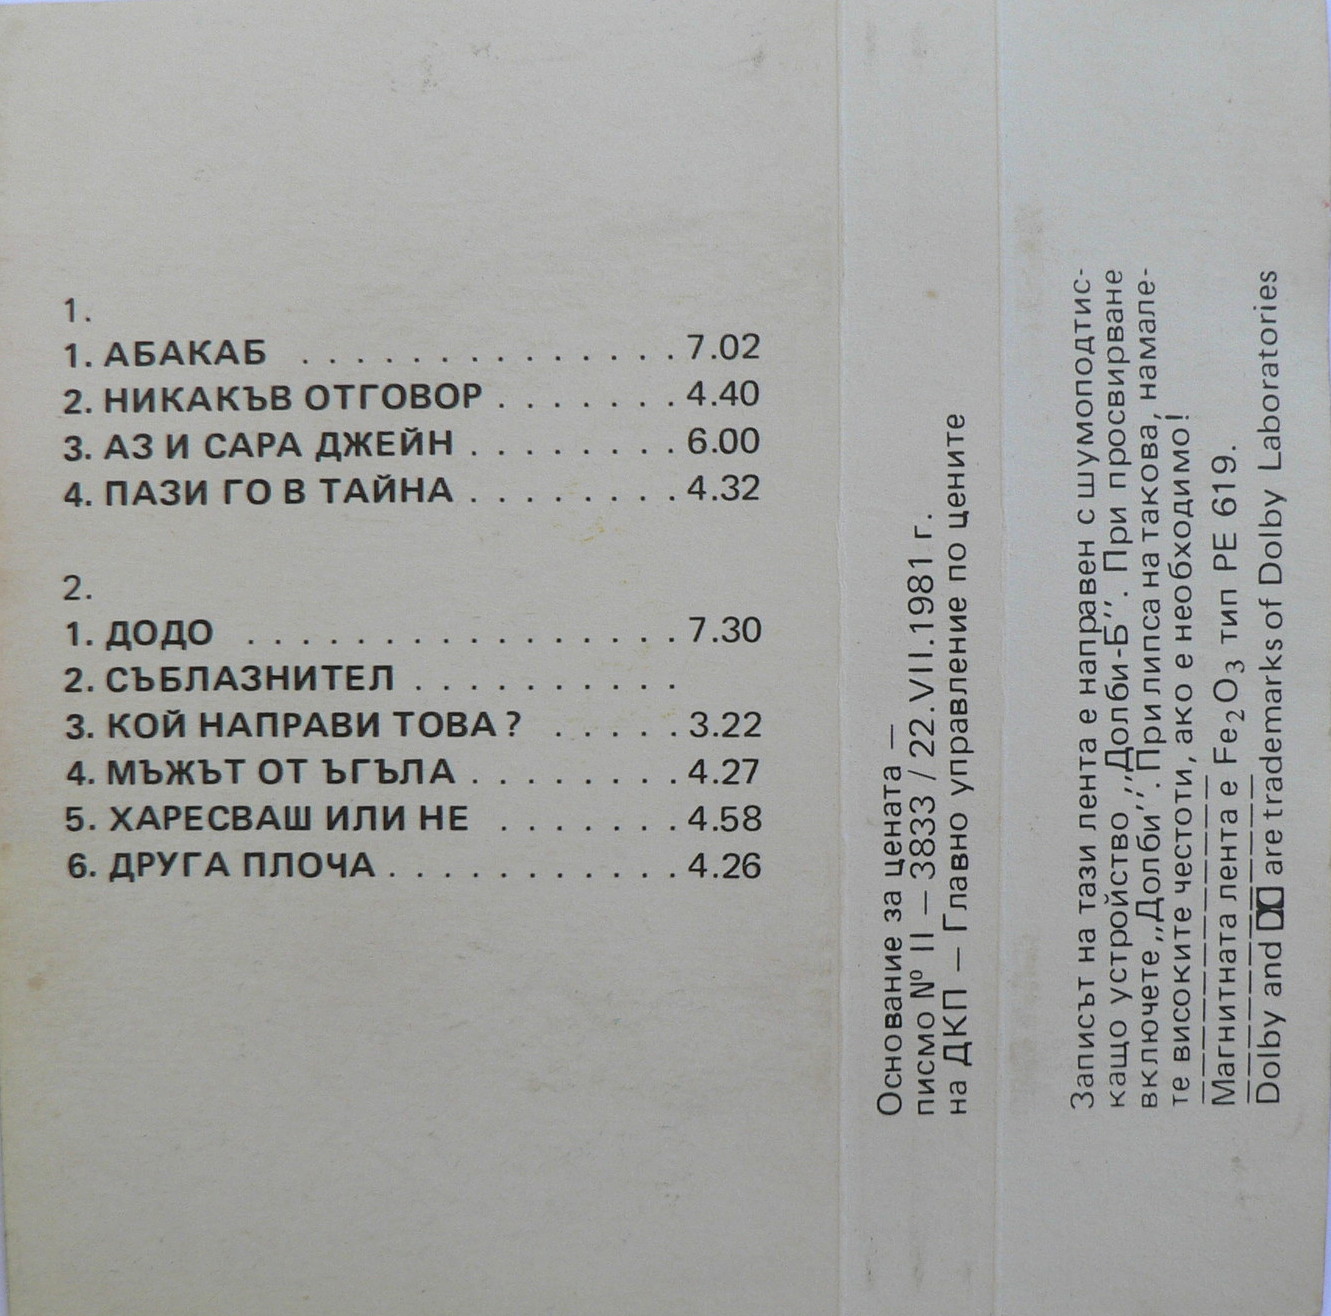 1.
1. АБАКАБ . . . . . . . . . . . . . . 7.02
2. НИКАКЪВ ОТГОВОР . . . . . . . 4.40
3. АЗ И САРА ДЖЕЙН . . . . . . . . 6.00
4. ПАЗИ ГО В ТАЙНА . . . . . . . . 4.32
2.
1. ДОДО . . . . . . . . . . . . . . . . 7.30
2. СЪБЛАЗНИТЕЛ . . . . . . . . . .
3. КОЙ НАПРАВИ ТОВА ? . . . . . 3.22
4. МЪЖЪТ ОТ ЪГЪЛА . . . . . . . . 4.27
5. ХАРЕСВАШ ИЛИ НЕ . . . . . . . 4.58
6. ДРУГА ПЛОЧА . . . . . . . . . . . 4.26
Основание за цената —
писмо № II — 3833 / 22.VII.1981 г.
на ДКП — Главно управление по цените
Записът на тази лента е направен с шумоподтис-
кащо устройство ,,Долби-Б''. При просвирване
включете ,,Долби''. При липса на такова, намале-
те високите честоти, ако е необходимо!
Магнитната лента е Fe₂O₃ тип PE 619.
Dolby and are trademarks of Dolby Laboratories